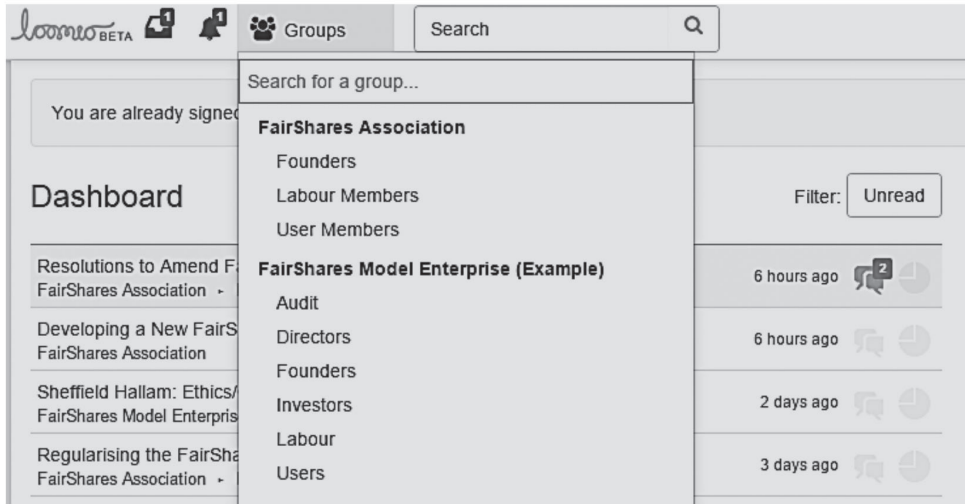 loomio BETA 1 1 Groups Search
Search for a group...
You are already signed
FairShares Association
Founders
Labour Members
User Members
FairShares Model Enterprise (Example)
Audit
Directors
Founders
Investors
Labour
Users
Dashboard
Filter: Unread
Resolutions to Amend
FairShares Association
6 hours ago 2
Developing a New
FairShares Association
6 hours ago
Sheffield Hallam: Ethics/
FairShares Model
2 days ago
Regularising the
FairShares Association
3 days ago